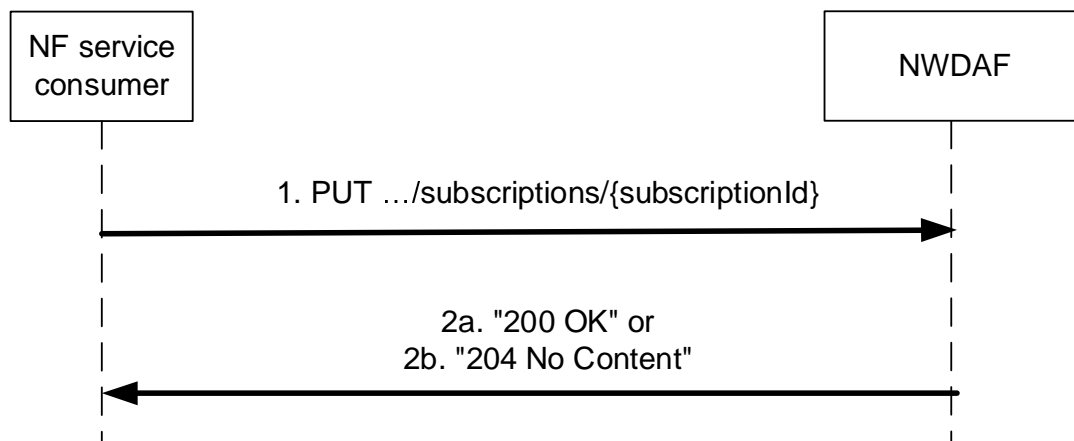 NF service
consumer
NWDAF
1. PUT …/subscriptions/{subscriptionId}
2a. "200 OK" or
2b. "204 No Content"